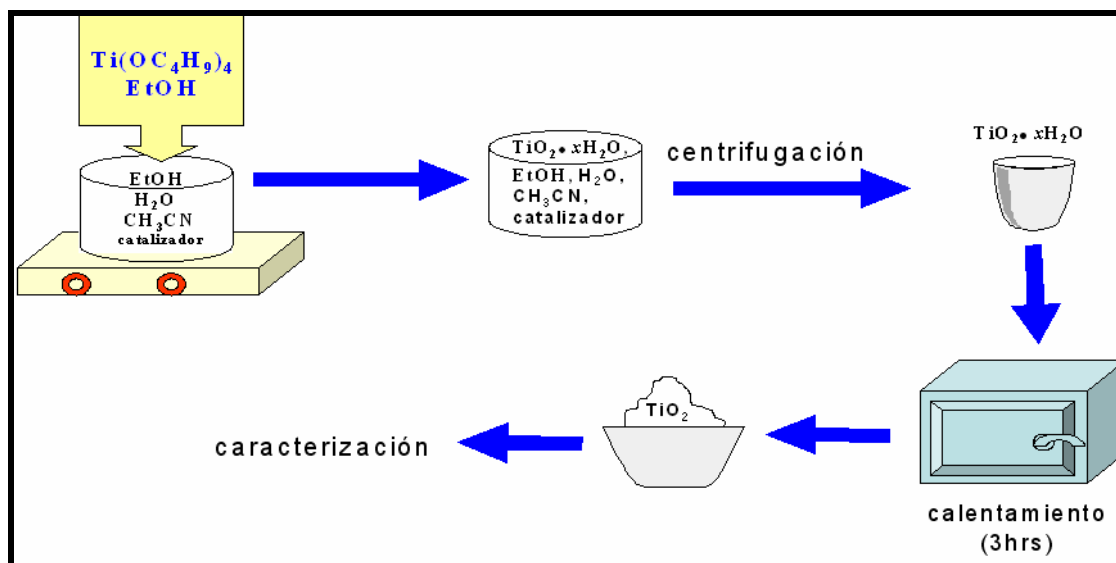 Ti(OC₄H₉)₄
EtOH
EtOH
H₂O
CH₃CN
catalizador
TiO₂• xH₂O,
EtOH, H₂O,
CH₃CN,
catalizador
centrifugación
TiO₂• xH₂O
calentamiento
(3hrs)
TiO₂
caracterización